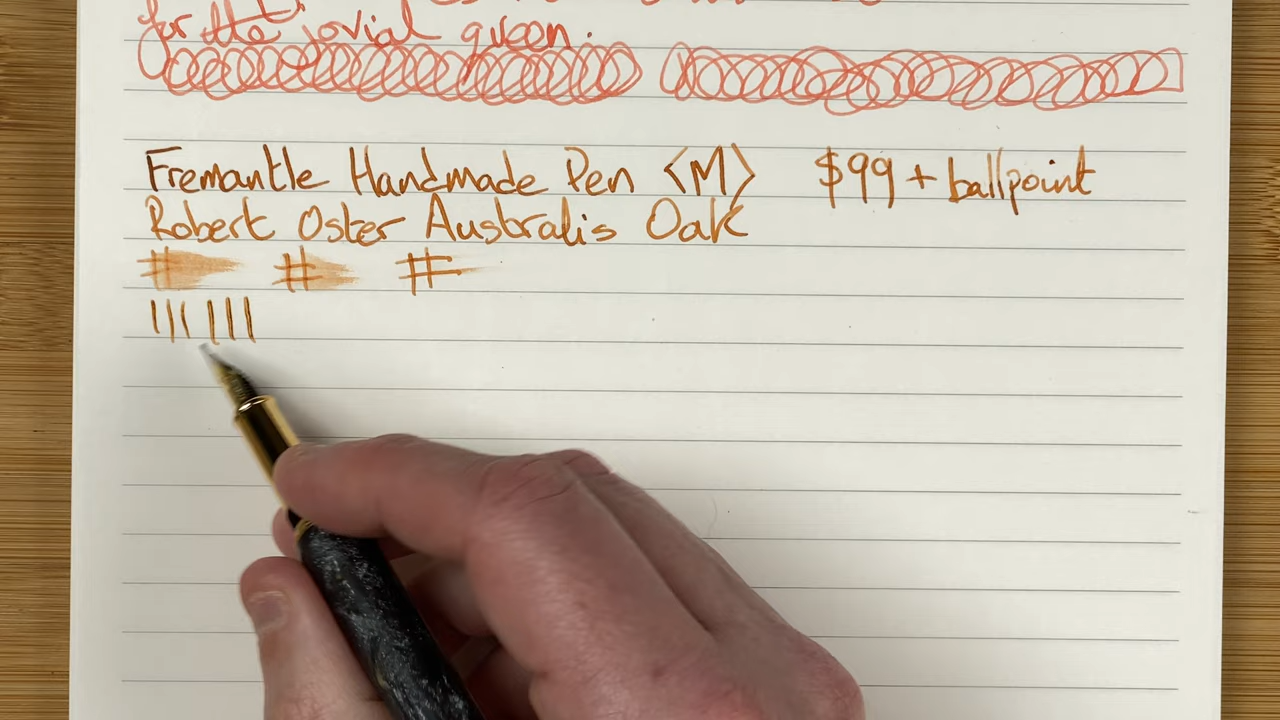 for the jovial queen.
Fremantle Handmade Pen <M> $99 + ballpoint
Robert Oster Australis Oak
# # #